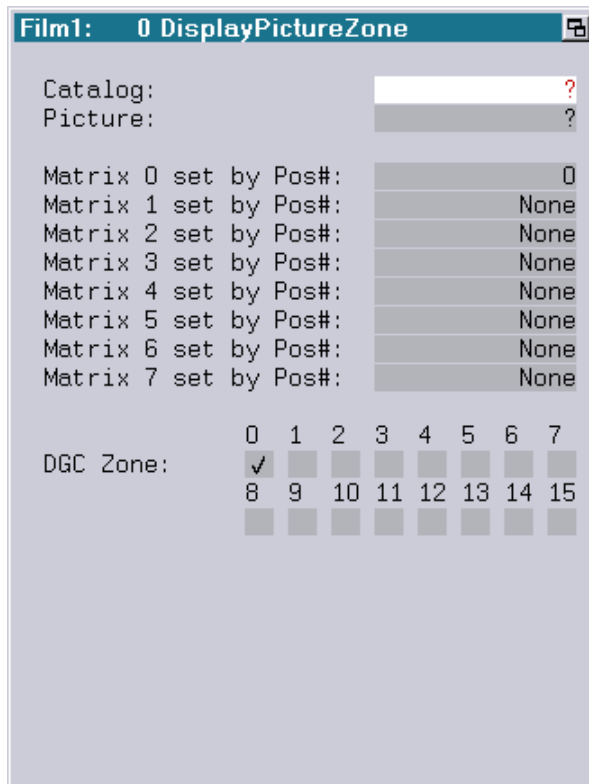 Film1: 0 DisplayPictureZone
Catalog: ?
Picture: ?
Matrix 0 set by Pos#: 0
Matrix 1 set by Pos#: None
Matrix 2 set by Pos#: None
Matrix 3 set by Pos#: None
Matrix 4 set by Pos#: None
Matrix 5 set by Pos#: None
Matrix 6 set by Pos#: None
Matrix 7 set by Pos#: None
0 1 2 3 4 5 6 7
DGC Zone: ✓
8 9 10 11 12 13 14 15